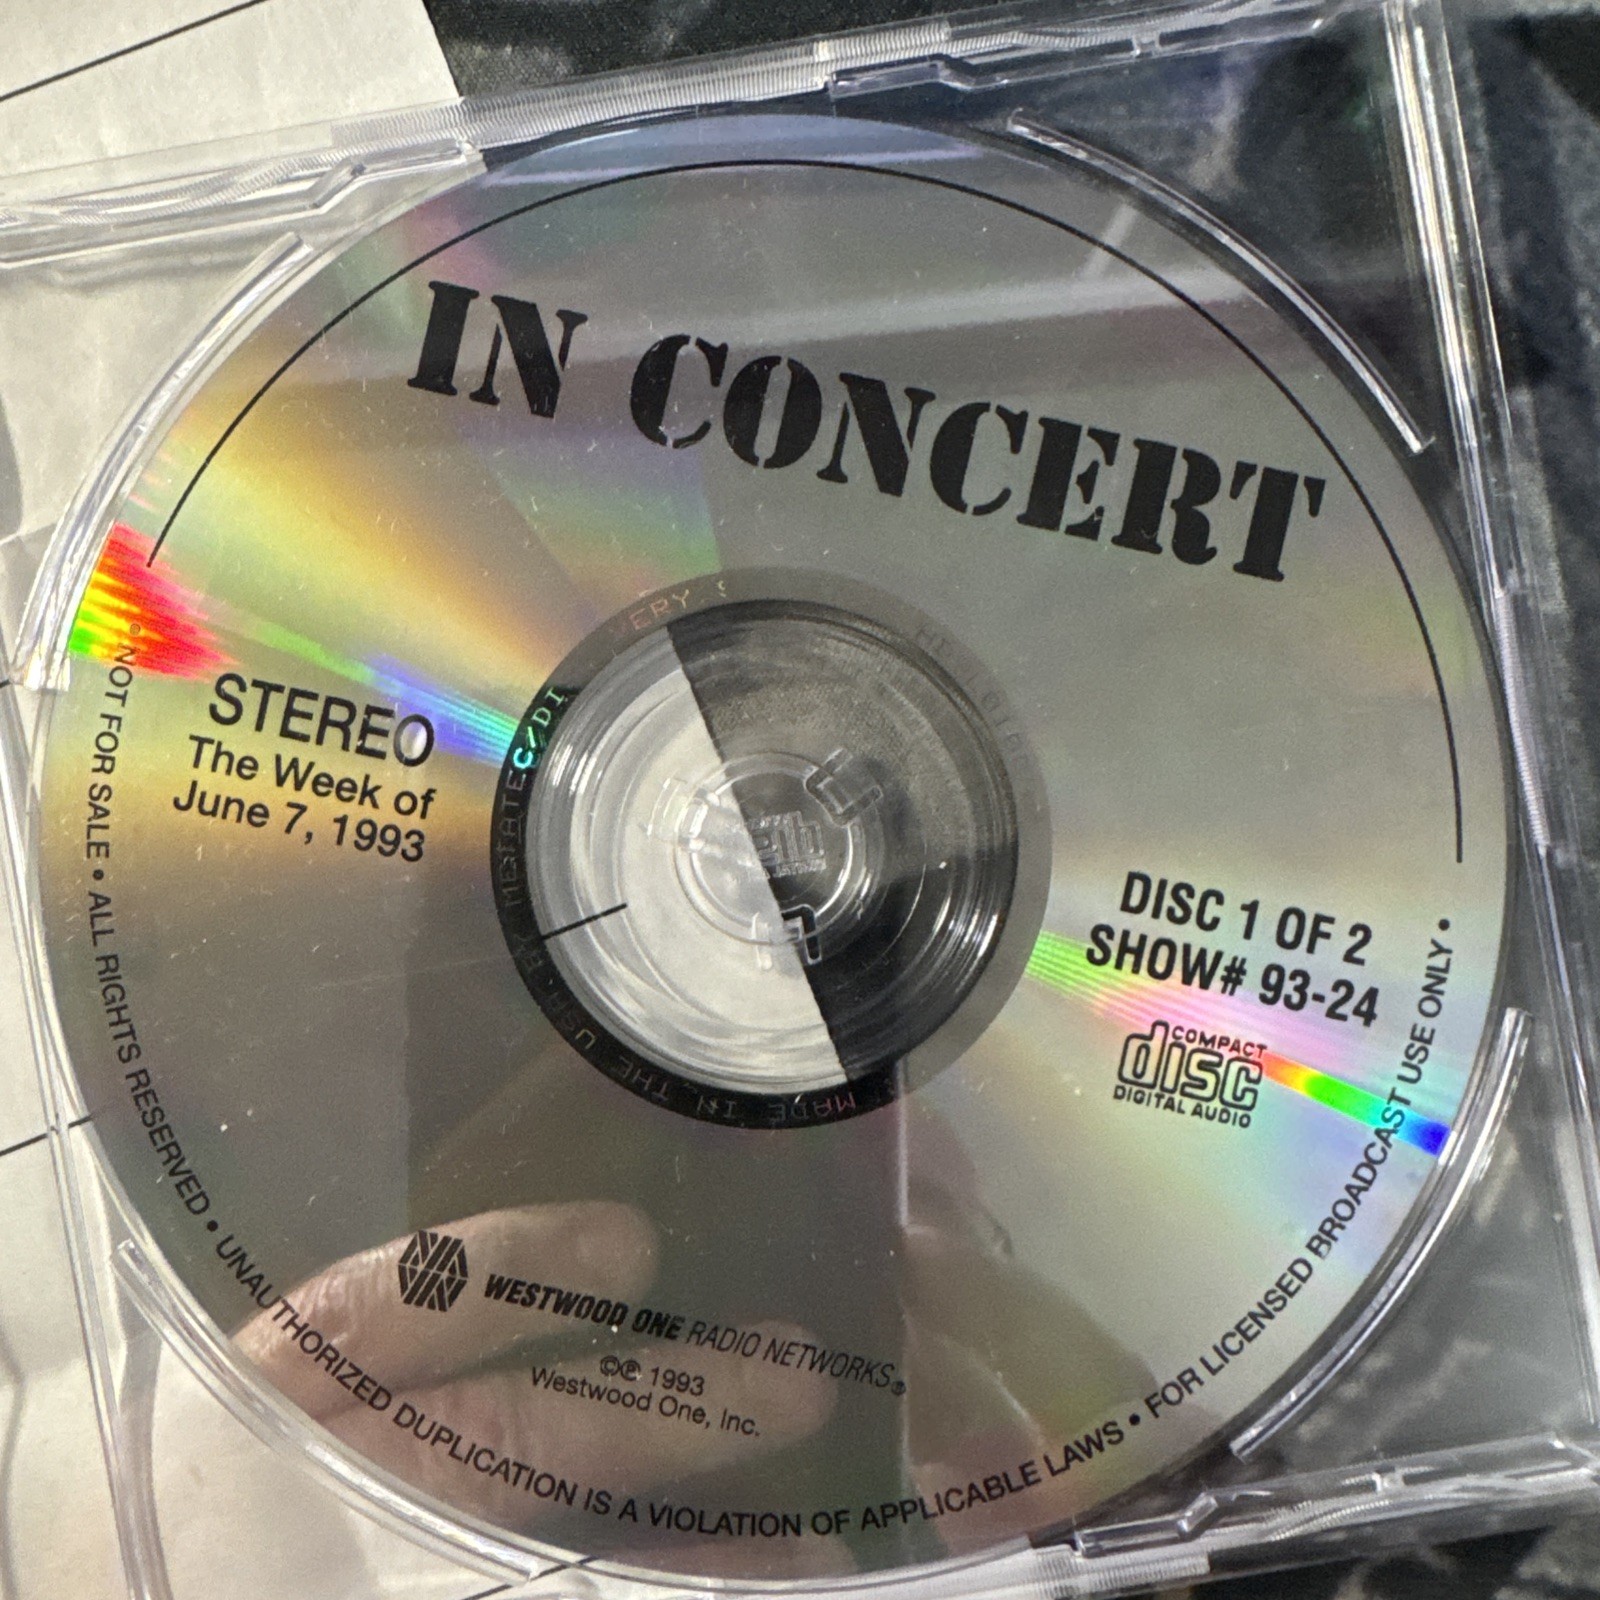 IN CONCERT
STEREO
The Week of
June 7, 1993
DISC 1 OF 2
SHOW# 93-24
COMPACT
disc
DIGITAL AUDIO
WESTWOOD ONE RADIO NETWORKS®
©℗ 1993
Westwood One, Inc.
• NOT FOR SALE • ALL RIGHTS RESERVED • UNAUTHORIZED DUPLICATION IS A VIOLATION OF APPLICABLE LAWS • FOR LICENSED BROADCAST USE ONLY •
MADE IN THE USA BY